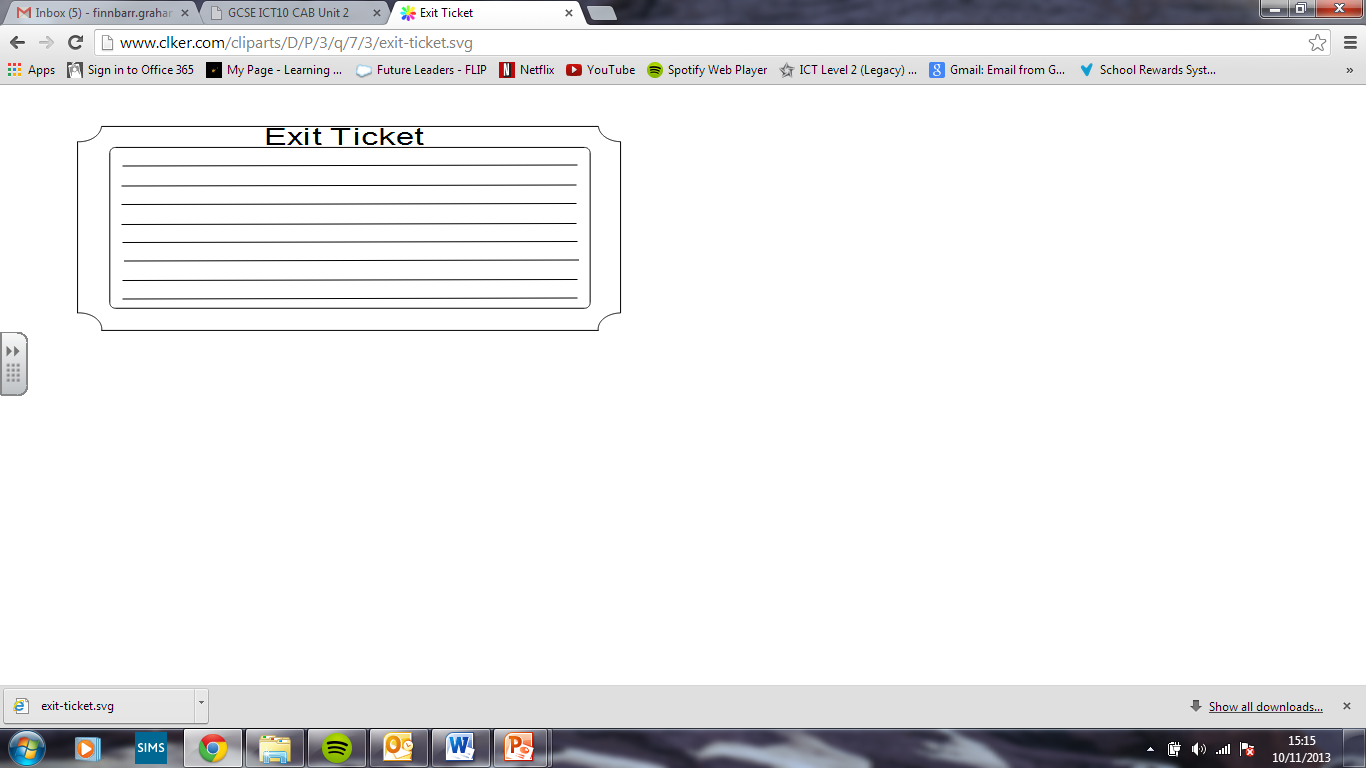 Inbox (5) - finnbarr.grahar
GCSE ICT10 CAB Unit 2
Exit Ticket
www.clker.com/cliparts/D/P/3/q/7/3/exit-ticket.svg
Apps
Sign in to Office 365
My Page - Learning ...
Future Leaders - FLIP
Netflix
YouTube
Spotify Web Player
ICT Level 2 (Legacy) ...
Gmail: Email from G...
School Rewards Syst...
»
Exit Ticket
exit-ticket.svg
Show all downloads...
SIMS
15:15
10/11/2013